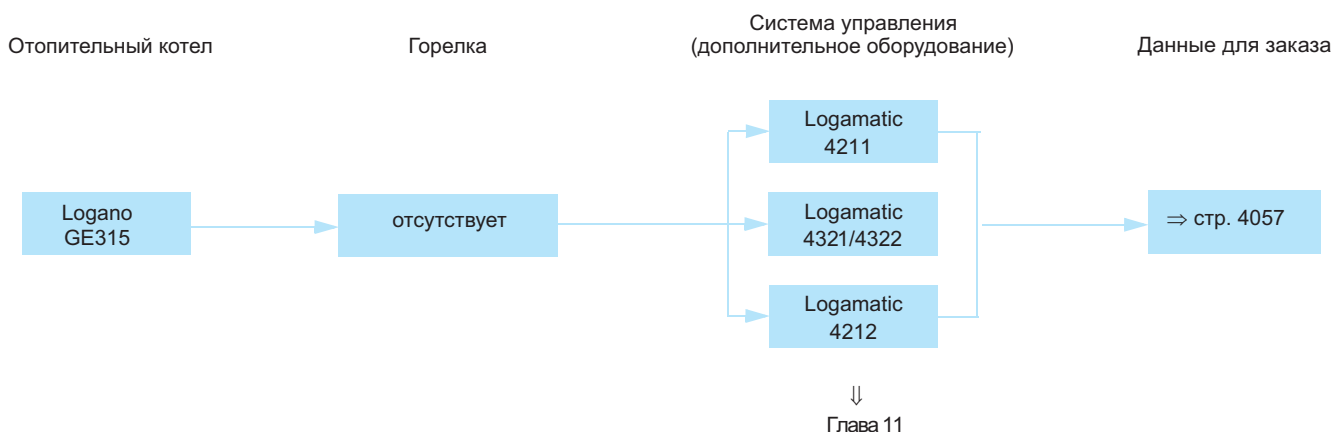 Отопительный котел
Горелка
Система управления
(дополнительное оборудование)
Данные для заказа
Logano
GE315
отсутствует
Logamatic
4211
Logamatic
4321/4322
Logamatic
4212
⇒ стр. 4057
⇓
Глава 11